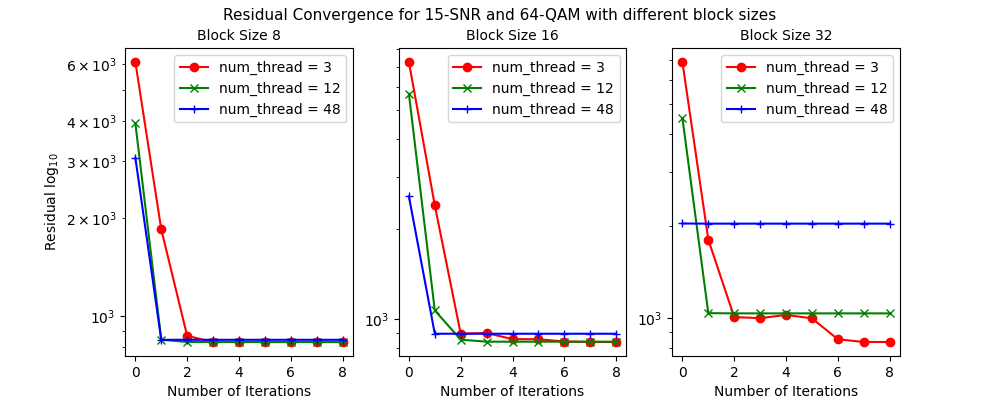 Residual Convergence for 15-SNR and 64-QAM with different block sizes
Block Size 8
Residual log₁₀
6 × 10³
4 × 10³
3 × 10³
2 × 10³
10³
num_thread = 3
num_thread = 12
num_thread = 48
0 2 4 6 8
Number of Iterations
Block Size 16
10³
num_thread = 3
num_thread = 12
num_thread = 48
0 2 4 6 8
Number of Iterations
Block Size 32
10³
num_thread = 3
num_thread = 12
num_thread = 48
0 2 4 6 8
Number of Iterations